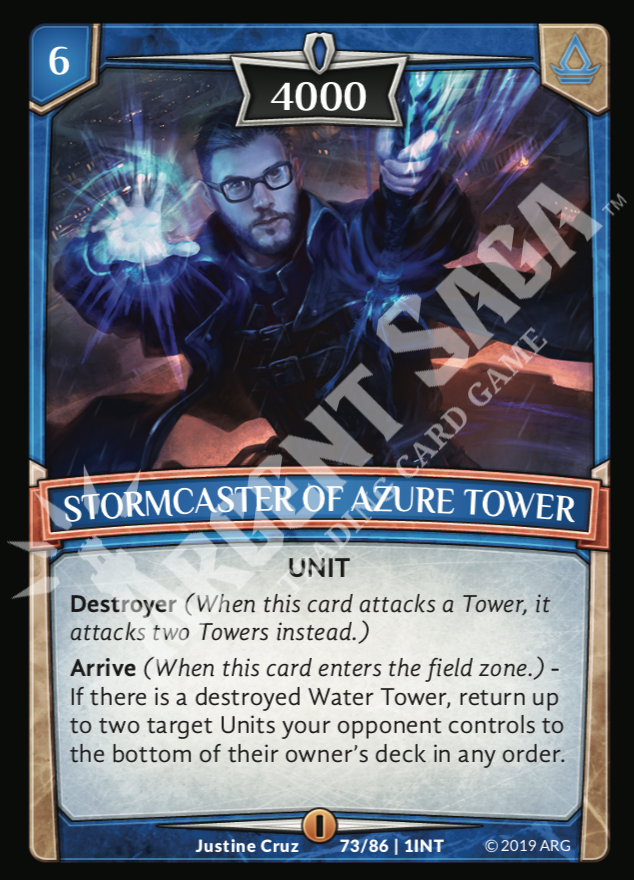 6
4000
ARGENT SAGA™
TRADING CARD GAME
STORMCASTER OF AZURE TOWER
UNIT
Destroyer (When this card attacks a Tower, it
attacks two Towers instead.)
Arrive (When this card enters the field zone.) -
If there is a destroyed Water Tower, return up
to two target Units your opponent controls to
the bottom of their owner's deck in any order.
I
Justine Cruz 73/86 | 1INT © 2019 ARG